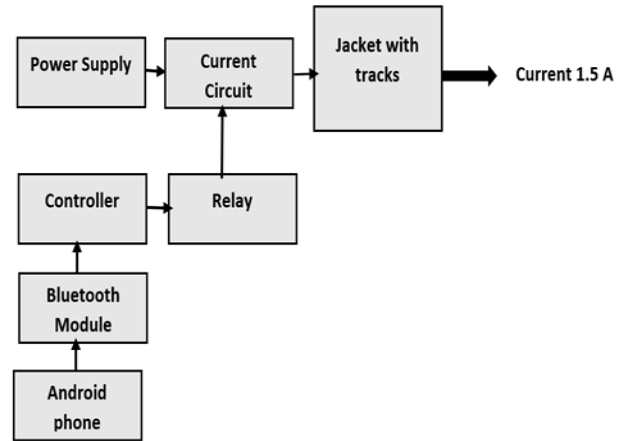 Power Supply
Current
Circuit
Jacket with
tracks
Current 1.5 A
Controller
Relay
Bluetooth
Module
Android
phone